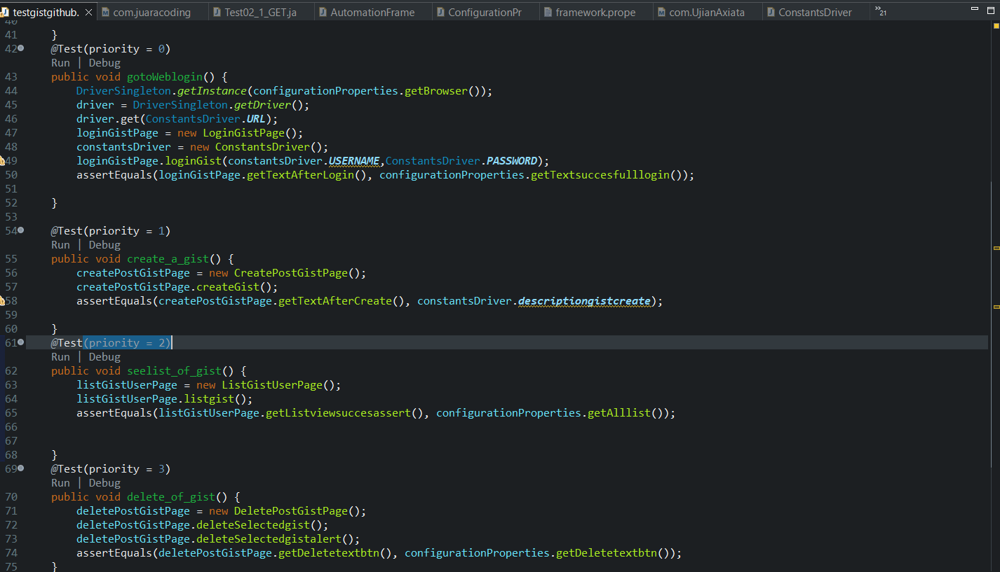 testgistgithub. com.juaracoding Test02_1_GET.ja AutomationFrame ConfigurationPr framework.prope com.UjianAxiata ConstantsDriver »21
40
41 }
42 @Test(priority = 0)
Run | Debug
43 public void gotoWeblogin() {
44 DriverSingleton.getInstance(configurationProperties.getBrowser());
45 driver = DriverSingleton.getDriver();
46 driver.get(ConstantsDriver.URL);
47 loginGistPage = new LoginGistPage();
48 constantsDriver = new ConstantsDriver();
49 loginGistPage.loginGist(constantsDriver.USERNAME,ConstantsDriver.PASSWORD);
50 assertEquals(loginGistPage.getTextAfterLogin(), configurationProperties.getTextsuccesfulllogin());
51
52 }
53
54 @Test(priority = 1)
Run | Debug
55 public void create_a_gist() {
56 createPostGistPage = new CreatePostGistPage();
57 createPostGistPage.createGist();
58 assertEquals(createPostGistPage.getTextAfterCreate(), constantsDriver.descriptiongistcreate);
59
60 }
61 @Test(priority = 2)
Run | Debug
62 public void seelist_of_gist() {
63 listGistUserPage = new ListGistUserPage();
64 listGistUserPage.listgist();
65 assertEquals(listGistUserPage.getListviewsuccesassert(), configurationProperties.getAlllist());
66
67
68 }
69 @Test(priority = 3)
Run | Debug
70 public void delete_of_gist() {
71 deletePostGistPage = new DeletePostGistPage();
72 deletePostGistPage.deleteSelectedgist();
73 deletePostGistPage.deleteSelectedgistalert();
74 assertEquals(deletePostGistPage.getDeletetextbtn(), configurationProperties.getDeletetextbtn());
75 }